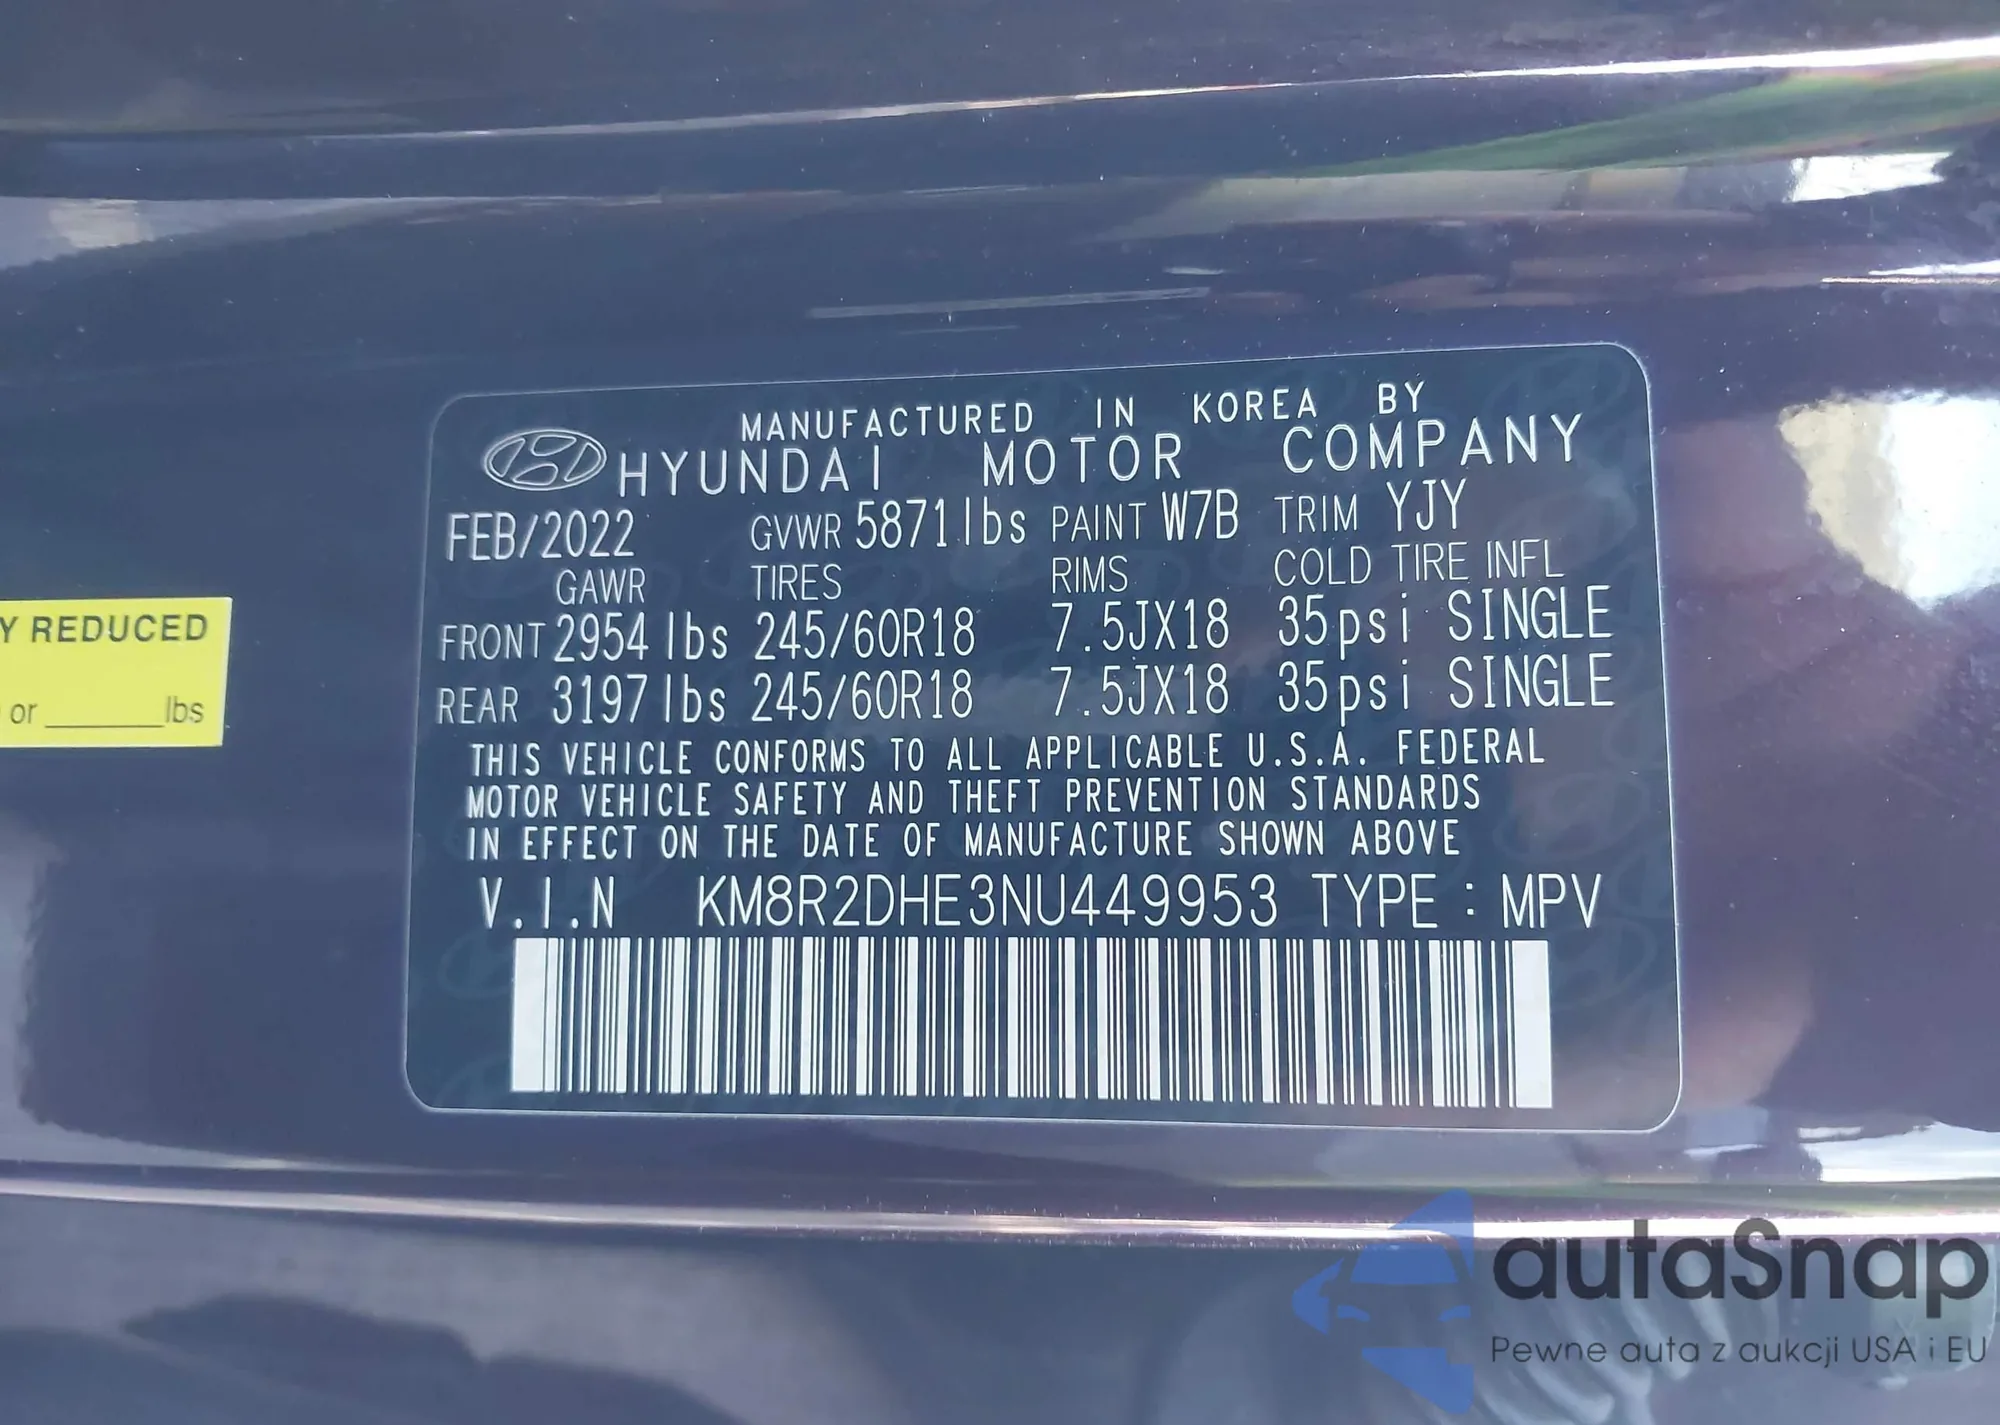 MANUFACTURED IN KOREA BY
HYUNDAI MOTOR COMPANY
FEB/2022 GVWR 5871lbs PAINT W7B TRIM YJY
GAWR TIRES RIMS COLD TIRE INFL
FRONT 2954 lbs 245/60R18 7.5JX18 35psi SINGLE
REAR 3197 lbs 245/60R18 7.5JX18 35psi SINGLE
THIS VEHICLE CONFORMS TO ALL APPLICABLE U.S.A. FEDERAL
MOTOR VEHICLE SAFETY AND THEFT PREVENTION STANDARDS
IN EFFECT ON THE DATE OF MANUFACTURE SHOWN ABOVE
V.I.N KM8R2DHE3NU449953 TYPE : MPV
Y REDUCED
or ______lbs
autaSnap
Pewne auta z aukcji USA i EU